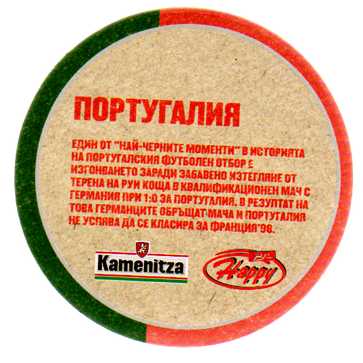 ПОРТУГАЛИЯ
ЕДИН ОТ "НАЙ-ЧЕРНИТЕ МОМЕНТИ" В ИСТОРИЯТА
НА ПОРТУГАЛСКИЯ ФУТБОЛЕН ОТБОР Е
ИЗГОНВАНЕТО ЗАРАДИ ЗАБАВЕНО ИЗТЕГЛЯНЕ ОТ
ТЕРЕНА НА РУИ КОЩА В КВАЛИФИКАЦИОНЕН МАЧ С
ГЕРМАНИЯ ПРИ 1:0 ЗА ПОРТУГАЛИЯ. В РЕЗУЛТАТ НА
ТОВА ГЕРМАНЦИТЕ ОБРЪЩАТ МАЧА И ПОРТУГАЛИЯ
НЕ УСПЯВА ДА СЕ КЛАСИРА ЗА ФРАНЦИЯ'98.
Kamenitza
Happy